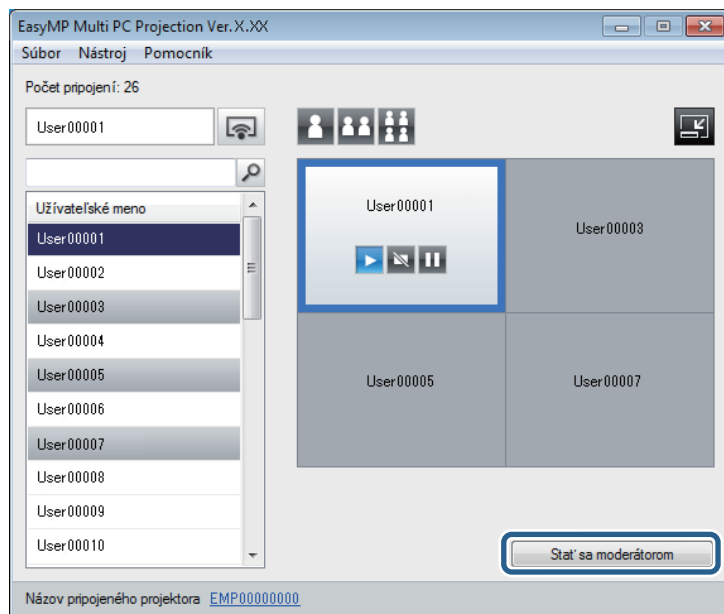 EasyMP Multi PC Projection Ver.X.XX
Súbor Nástroj Pomocník
Počet pripojení: 26
User00001
Užívateľské meno
User00001
User00002
User00003
User00004
User00005
User00006
User00007
User00008
User00009
User00010
User00001
User00003
User00005
User00007
Stať sa moderátorom
Názov pripojeného projektora EMP00000000